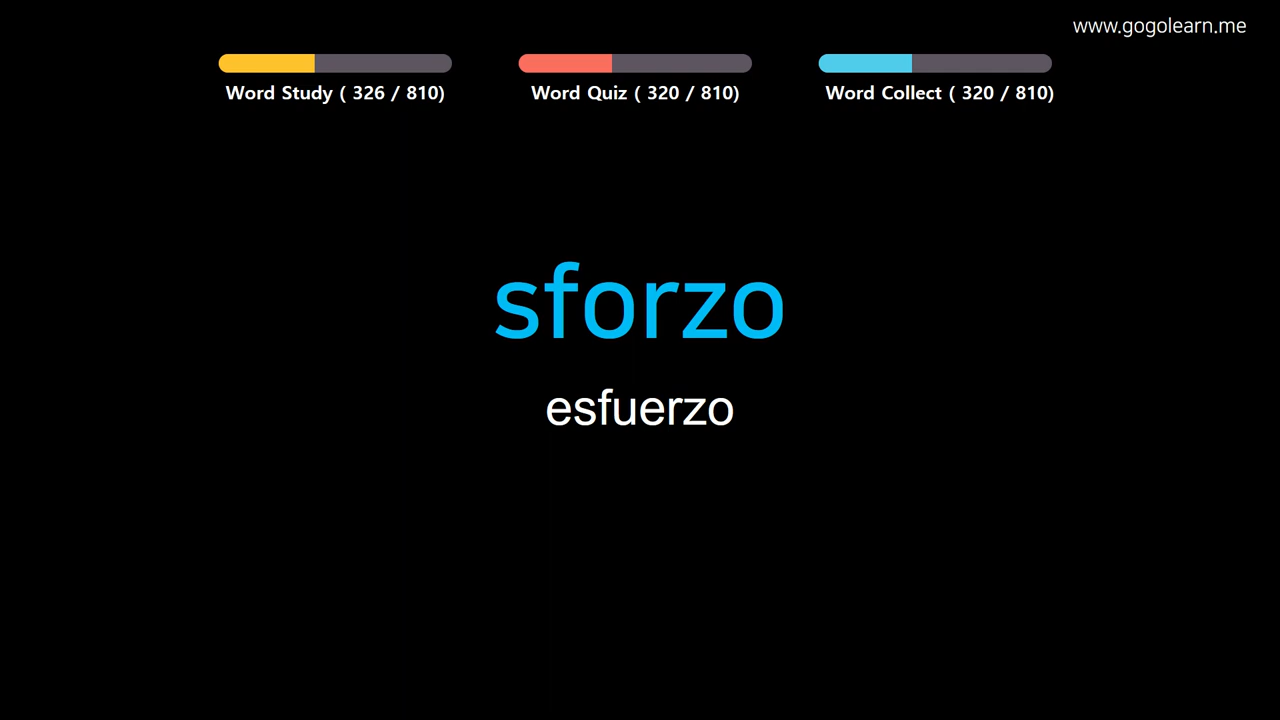 www.gogolearn.me
Word Study ( 326 / 810)
Word Quiz ( 320 / 810)
Word Collect ( 320 / 810)
sforzo
esfuerzo